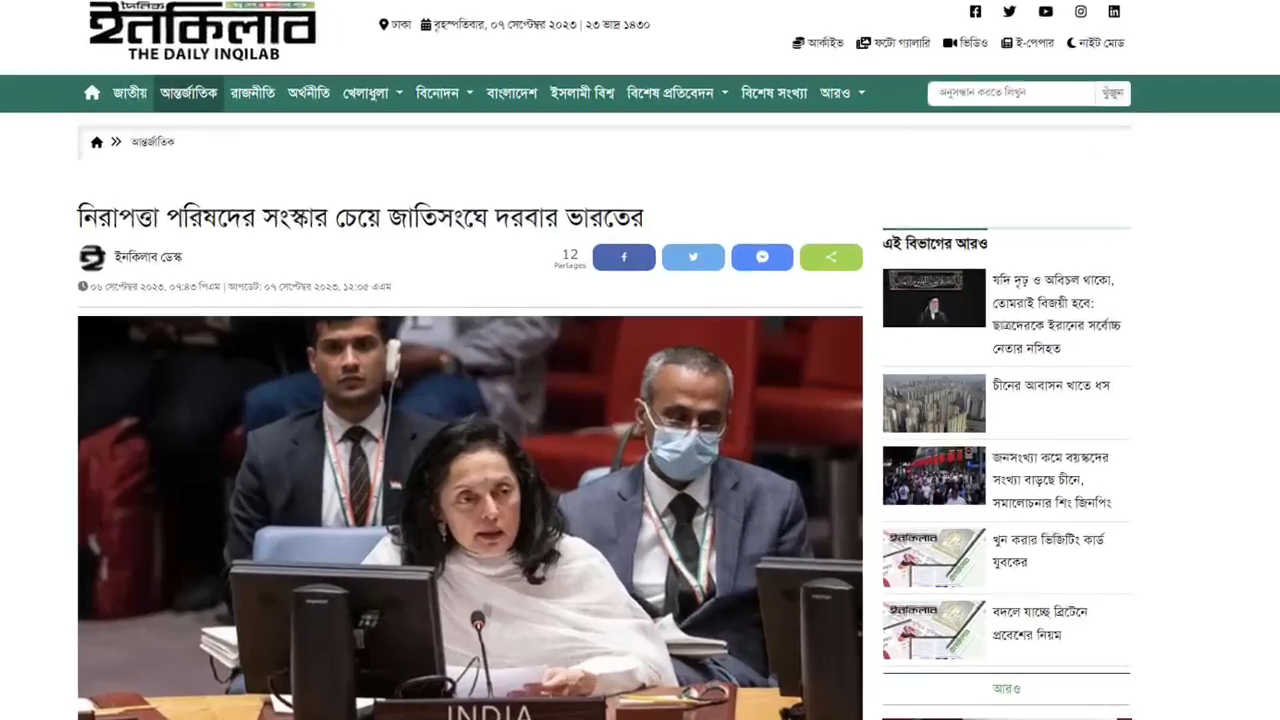 দৈনিক
ইনকিলাব
THE DAILY INQILAB
ঢাকা বৃহস্পতিবার, ০৭ সেপ্টেম্বর ২০২৩ | ২৩ ভাদ্র ১৪৩০
আর্কাইভ ফটো গ্যালারি ভিডিও ই-পেপার নাইট মোড
জাতীয় আন্তর্জাতিক রাজনীতি অর্থনীতি খেলাধুলা বিনোদন বাংলাদেশ ইসলামী বিশ্ব বিশেষ প্রতিবেদন বিশেষ সংখ্যা আরও অনুসন্ধান করতে লিখুন খুঁজুন
আন্তর্জাতিক
নিরাপত্তা পরিষদের সংস্কার চেয়ে জাতিসংঘে দরবার ভারতের
ইনকিলাব ডেস্ক
12
Partages
০৬ সেপ্টেম্বর ২০২৩, ০৭:৪৩ পিএম | আপডেট: ০৭ সেপ্টেম্বর ২০২৩, ১২:০৫ এএম
INDIA
এই বিভাগের আরও
যদি দৃঢ় ও অবিচল থাকো,
তোমরাই বিজয়ী হবে:
ছাত্রদেরকে ইরানের সর্বোচ্চ
নেতার নসিহত
চীনের আবাসন খাতে ধস
জনসংখ্যা কমে বয়স্কদের
সংখ্যা বাড়ছে চীনে,
সমালোচনার শিং জিনপিং
ইনকিলাব
খুন করার ভিজিটিং কার্ড
যুবকের
ইনকিলাব
বদলে যাচ্ছে ব্রিটেনে
প্রবেশের নিয়ম
আরও